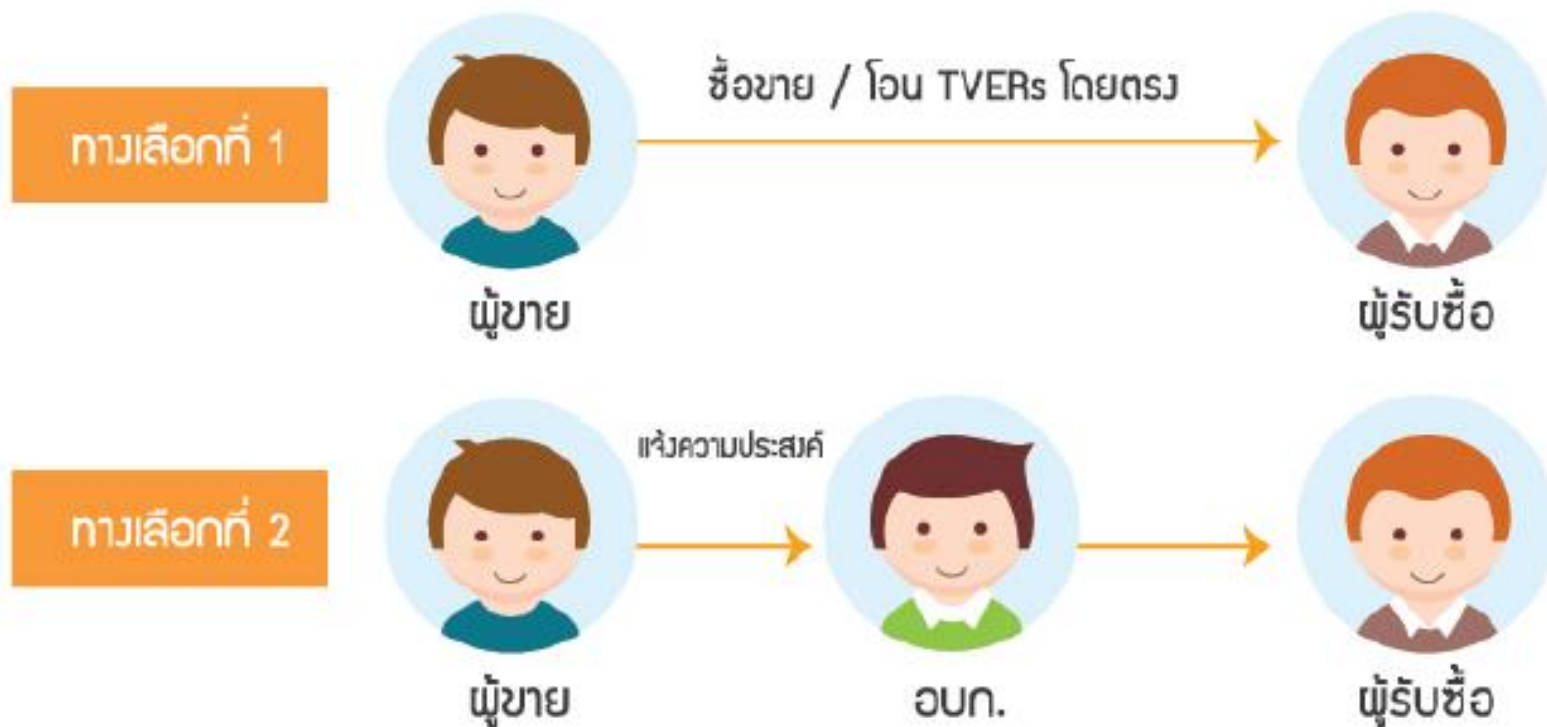 ทางเลือกที่ 1
ซื้อขาย / โอน TVERs โดยตรง
ผู้ขาย
ผู้รับซื้อ
ทางเลือกที่ 2
แจ้งความประสงค์
ผู้ขาย
อบก.
ผู้รับซื้อ